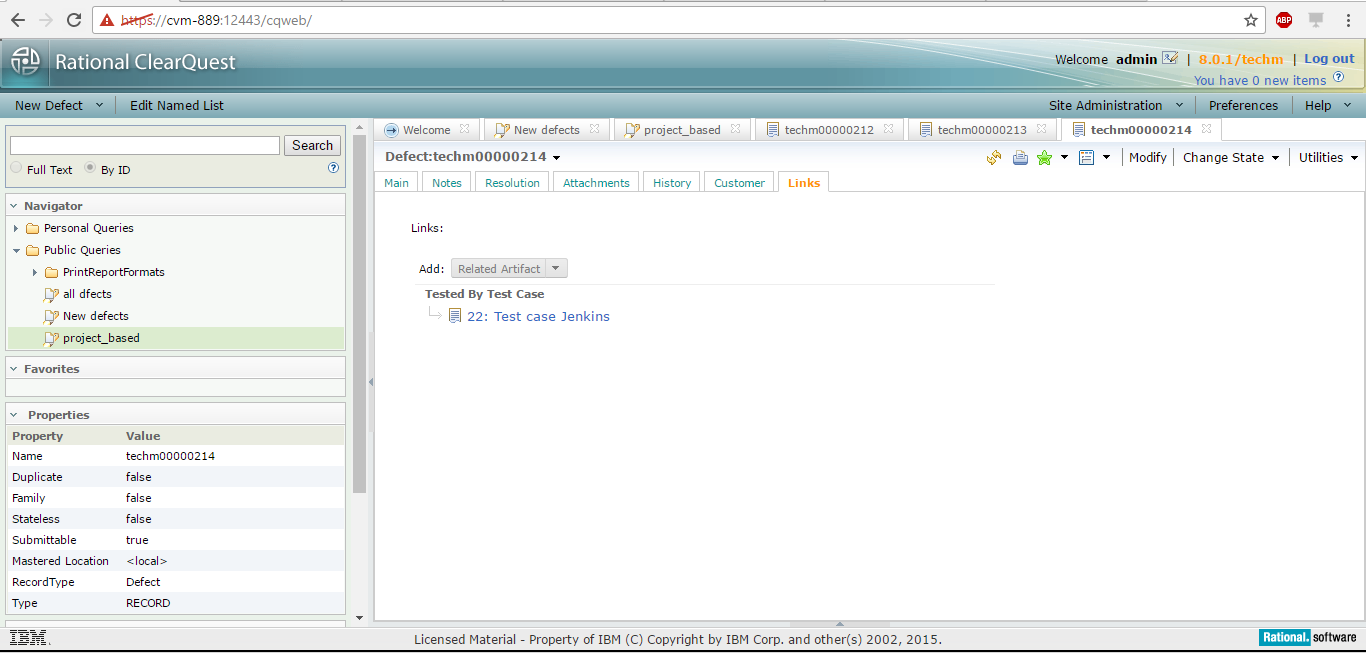 https://cvm-889:12443/cqweb/
ABP
Rational ClearQuest
Welcome admin | 8.0.1/techm | Log out
You have 0 new items ?
New Defect Edit Named List Site Administration Preferences Help
Search
Full Text By ID ?
Navigator
Personal Queries
Public Queries
PrintReportFormats
all dfects
New defects
project_based
Favorites
Properties
Property Value
Name techm00000214
Duplicate false
Family false
Stateless false
Submittable true
Mastered Location <local>
RecordType Defect
Type RECORD
Welcome New defects project_based techm00000212 techm00000213 techm00000214
Defect:techm00000214 Modify Change State Utilities
Main Notes Resolution Attachments History Customer Links
Links:
Add: Related Artifact
Tested By Test Case
22: Test case Jenkins
IBM. Licensed Material - Property of IBM (C) Copyright by IBM Corp. and other(s) 2002, 2015. Rational. software